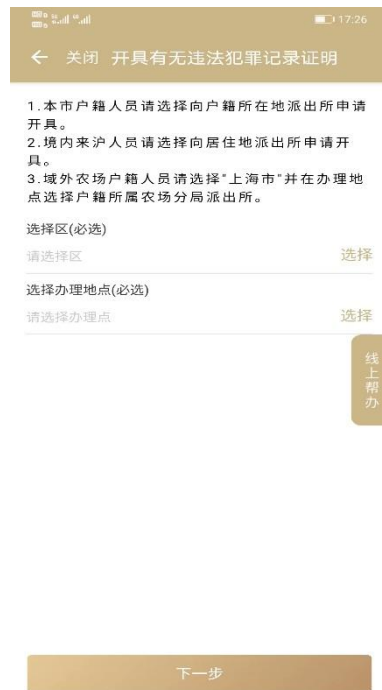 17:26
关闭 开具有无违法犯罪记录证明
1.本市户籍人员请选择向户籍所在地派出所申请
开具。
2.境内来沪人员请选择向居住地派出所申请开
具。
3.域外农场户籍人员请选择"上海市"并在办理地
点选择户籍所属农场分局派出所。
选择区(必选)
请选择区 选择
选择办理地点(必选)
请选择办理点 选择
线上帮办
下一步